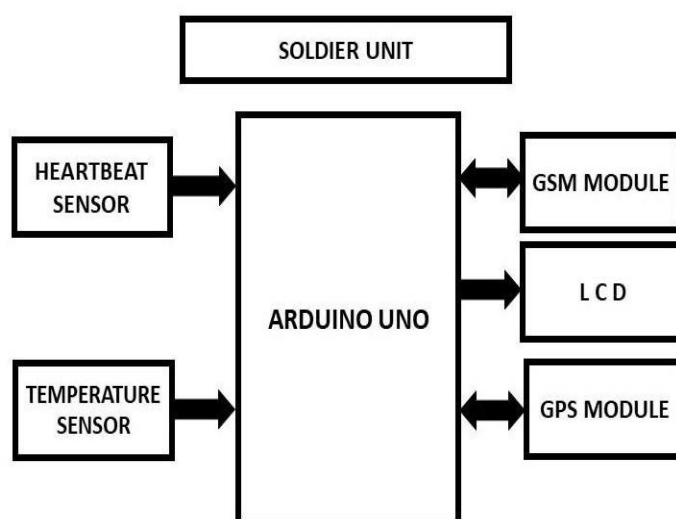 SOLDIER UNIT
HEARTBEAT
SENSOR
GSM MODULE
L C D
ARDUINO UNO
TEMPERATURE
SENSOR
GPS MODULE